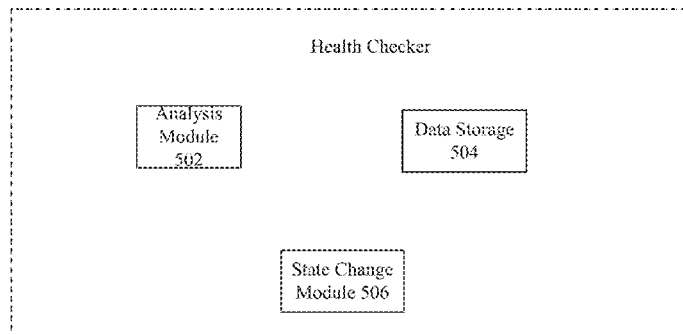 Health Checker
Analysis
Module
502
Data Storage
504
State Change
Module 506